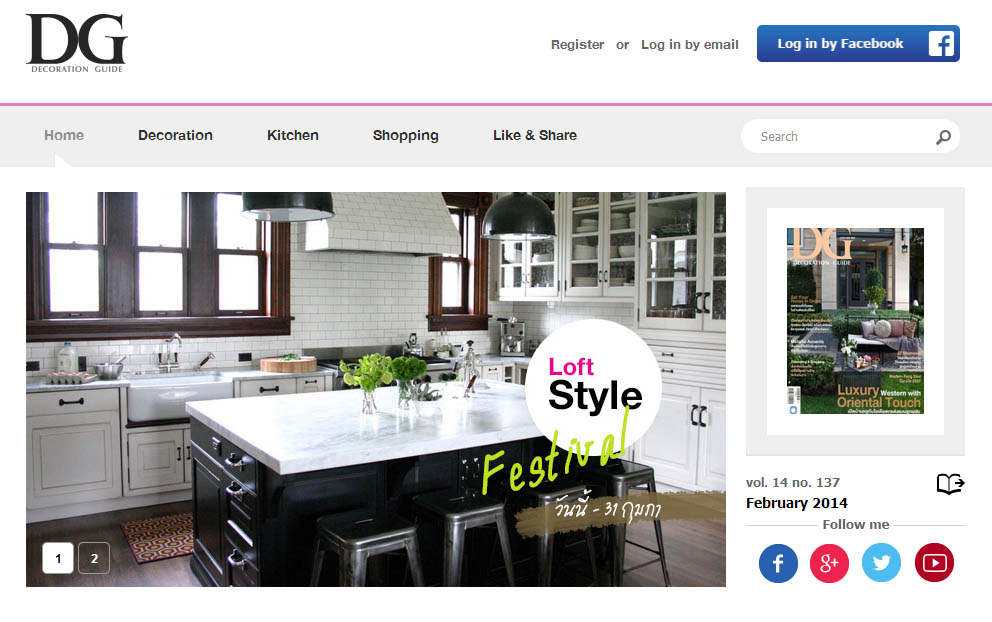 DG
DECORATION GUIDE
Register or Log in by email
Log in by Facebook
Home
Decoration
Kitchen
Shopping
Like & Share
Search
Loft
Style
Festival
วันนี้ - 31 กุมภา
1
2
DG
DECORATION GUIDE
Luxury Western with
Oriental Touch
vol. 14 no. 137
February 2014
Follow me